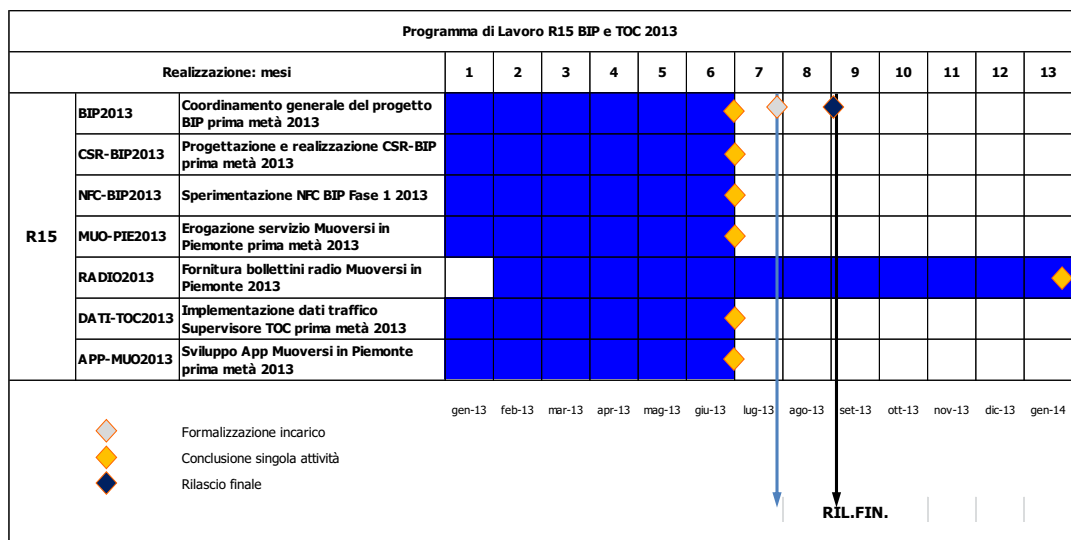 Programma di Lavoro R15 BIP e TOC 2013
Realizzazione: mesi 1 2 3 4 5 6 7 8 9 10 11 12 13
R15
BIP2013 Coordinamento generale del progetto
BIP prima metà 2013
CSR-BIP2013 Progettazione e realizzazione CSR-BIP
prima metà 2013
NFC-BIP2013 Sperimentazione NFC BIP Fase 1 2013
MUO-PIE2013 Erogazione servizio Muoversi in
Piemonte prima metà 2013
RADIO2013 Fornitura bollettini radio Muoversi in
Piemonte 2013
DATI-TOC2013 Implementazione dati traffico
Supervisore TOC prima metà 2013
APP-MUO2013 Sviluppo App Muoversi in Piemonte
prima metà 2013
gen-13 feb-13 mar-13 apr-13 mag-13 giu-13 lug-13 ago-13 set-13 ott-13 nov-13 dic-13 gen-14
Formalizzazione incarico
Conclusione singola attività
Rilascio finale
RIL.FIN.